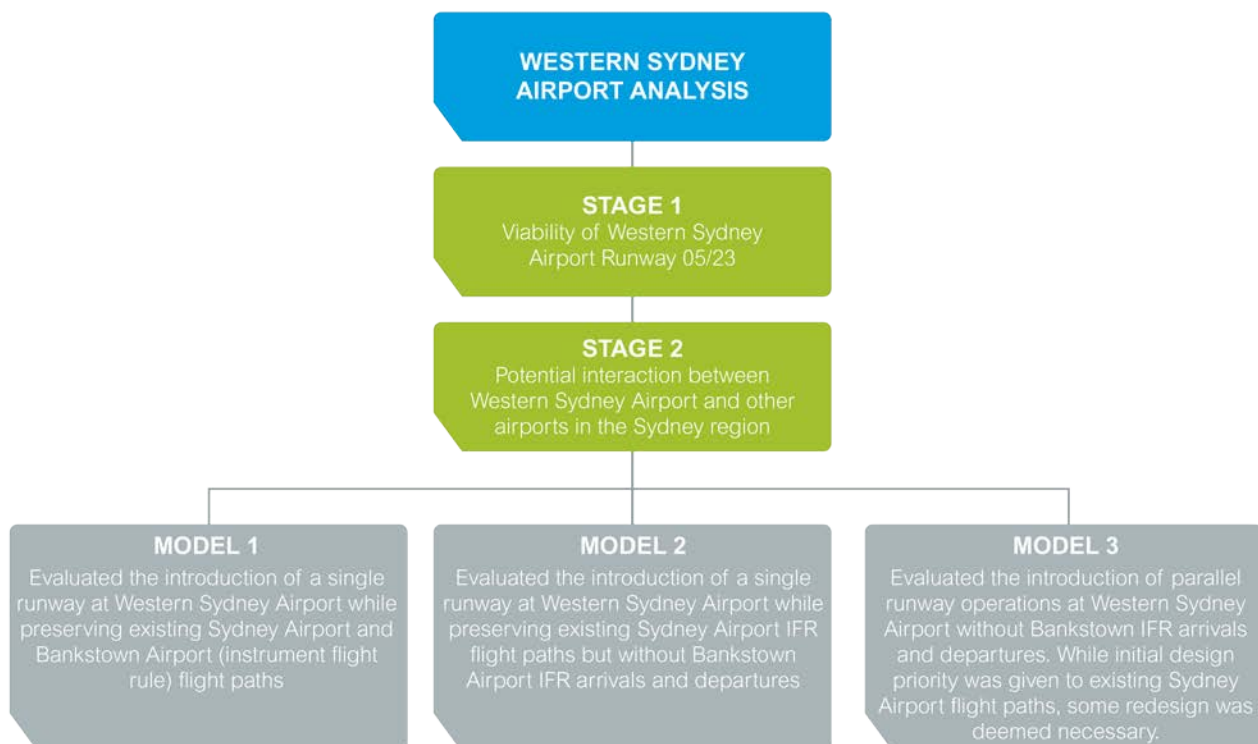 WESTERN SYDNEY
AIRPORT ANALYSIS
STAGE 1
Viability of Western Sydney
Airport Runway 05/23
STAGE 2
Potential interaction between
Western Sydney Airport and other
airports in the Sydney region
MODEL 1
Evaluated the introduction of a single
runway at Western Sydney Airport while
preserving existing Sydney Airport and
Bankstown Airport (instrument flight
rule) flight paths
MODEL 2
Evaluated the introduction of a single
runway at Western Sydney Airport while
preserving existing Sydney Airport IFR
flight paths but without Bankstown
Airport IFR arrivals and departures
MODEL 3
Evaluated the introduction of parallel
runway operations at Western Sydney
Airport without Bankstown IFR arrivals
and departures. While initial design
priority was given to existing Sydney
Airport flight paths, some redesign was
deemed necessary.